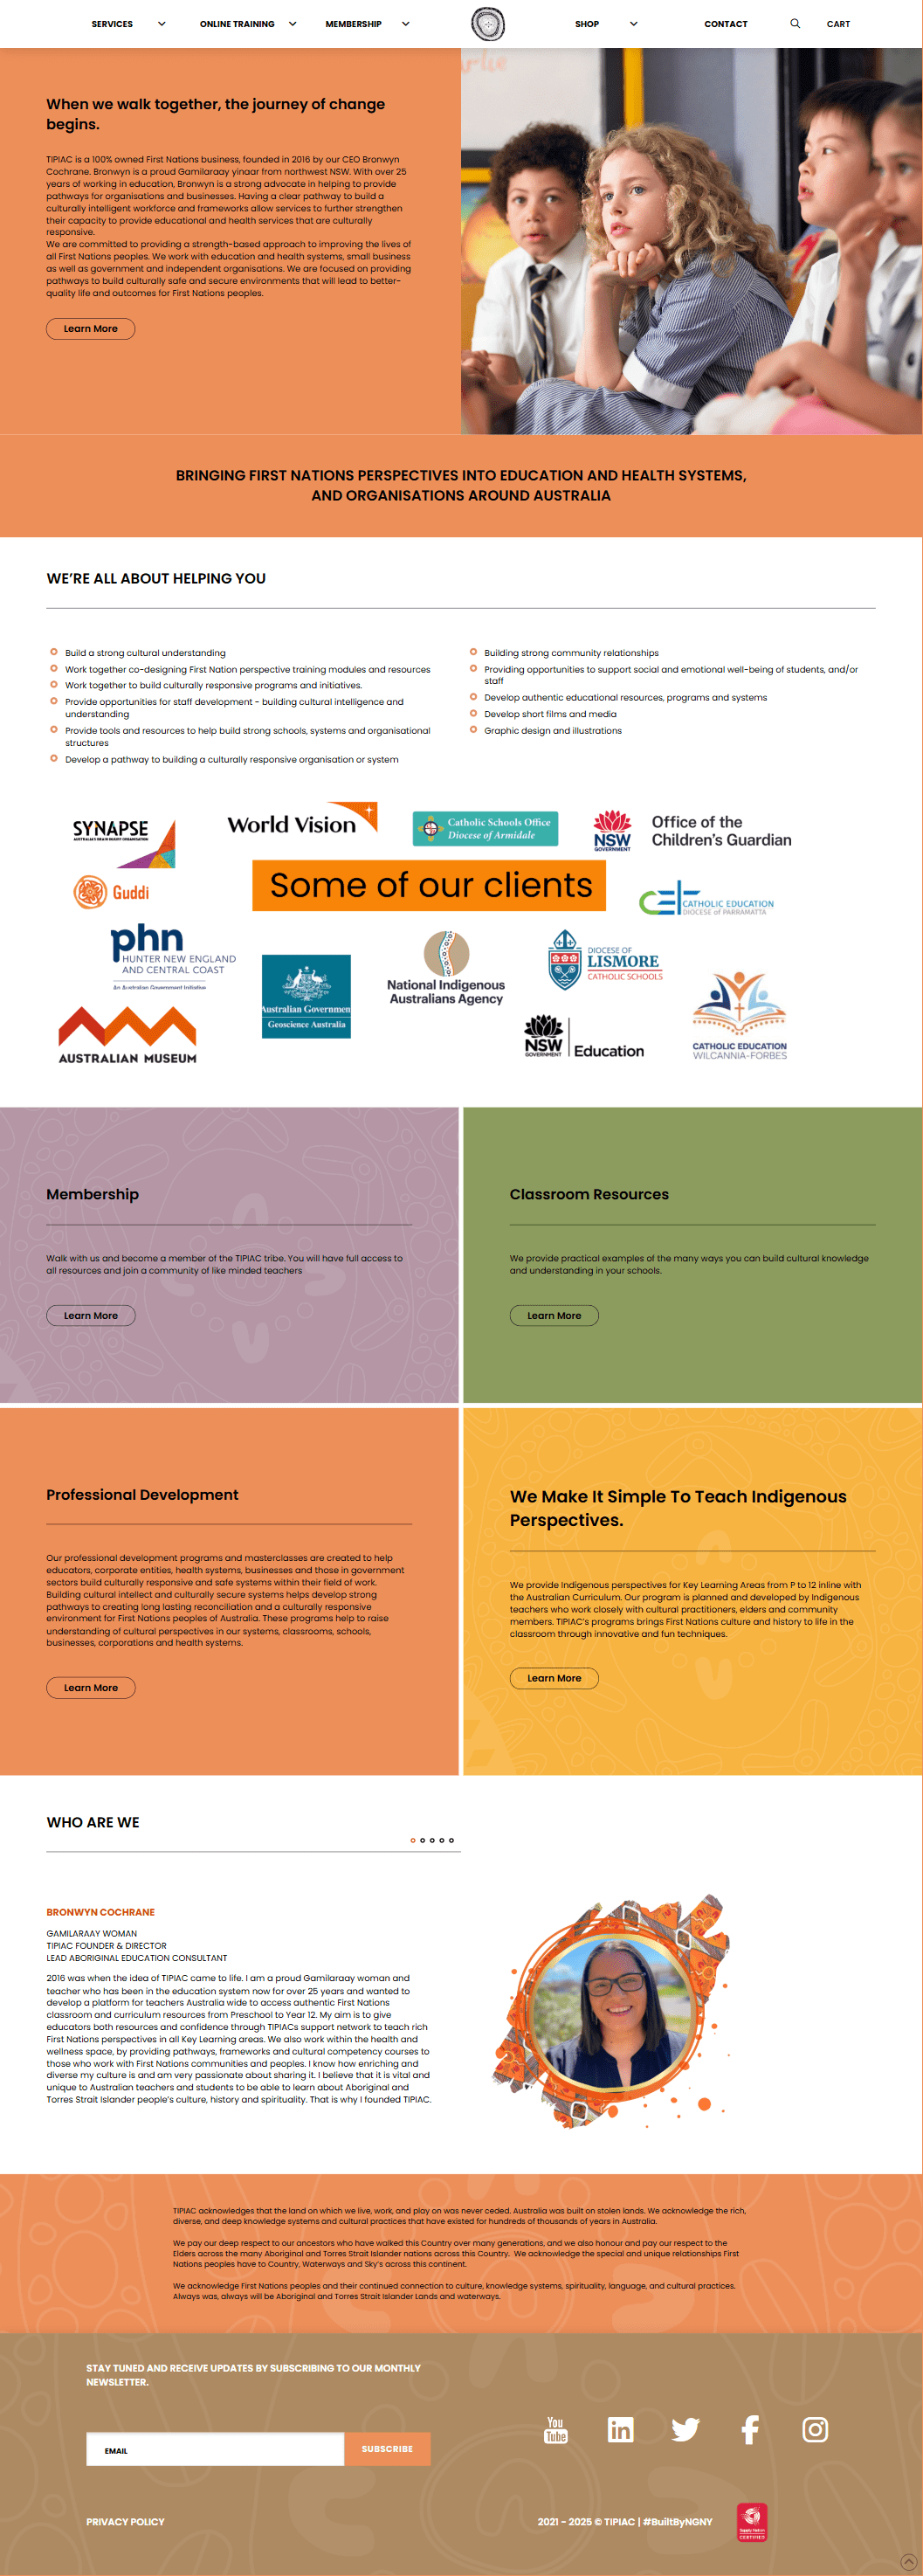 SERVICES
ONLINE TRAINING
MEMBERSHIP
SHOP
CONTACT
CART
When we walk together, the journey of change
begins.
TIPIAC is a 100% owned First Nations business, founded in 2016 by our CEO Bronwyn
Cochrane. Bronwyn is a proud Gamilaraay yinaar from northwest NSW. With over 25
years of working in education, Bronwyn is a strong advocate in helping to provide
pathways for organisations and businesses. Having a clear pathway to build a
culturally intelligent workforce and frameworks allow services to further strengthen
their capacity to provide educational and health services that are culturally
responsive.
We are committed to providing a strength-based approach to improving the lives of
all First Nations peoples. We work with education and health systems, small business
as well as government and independent organisations. We are focused on providing
pathways to build culturally safe and secure environments that will lead to better-
quality life and outcomes for First Nations peoples.
Learn More
BRINGING FIRST NATIONS PERSPECTIVES INTO EDUCATION AND HEALTH SYSTEMS,
AND ORGANISATIONS AROUND AUSTRALIA
WE'RE ALL ABOUT HELPING YOU
Build a strong cultural understanding
Work together co-designing First Nation perspective training modules and resources
Work together to build culturally responsive programs and initiatives.
Provide opportunities for staff development - building cultural intelligence and
understanding
Provide tools and resources to help build strong schools, systems and organisational
structures
Develop a pathway to building a culturally responsive organisation or system
Building strong community relationships
Providing opportunities to support social and emotional well-being of students, and/or
staff
Develop authentic educational resources, programs and systems
Develop short films and media
Graphic design and illustrations
SYNAPSE
AUSTRALIA'S BRAIN INJURY ORGANISATION
World Vision
Catholic Schools Office
Diocese of Armidale
NSW
GOVERNMENT
Office of the
Children's Guardian
Guddi
Some of our clients
CATHOLIC EDUCATION
DIOCESE of PARRAMATTA
phn
HUNTER NEW ENGLAND
AND CENTRAL COAST
An Australian Government Initiative
Australian Governmen
Geoscience Australia
National Indigenous
Australians Agency
DIOCESE OF
LISMORE
CATHOLIC SCHOOLS
AUSTRALIAN MUSEUM
NSW
GOVERNMENT
Education
CATHOLIC EDUCATION
WILCANNIA-FORBES
Membership
Walk with us and become a member of the TIPIAC tribe. You will have full access to
all resources and join a community of like minded teachers
Learn More
Classroom Resources
We provide practical examples of the many ways you can build cultural knowledge
and understanding in your schools.
Learn More
Professional Development
Our professional development programs and masterclasses are created to help
educators, corporate entities, health systems, businesses and those in government
sectors build culturally responsive and safe systems within their field of work.
Building cultural intellect and culturally secure systems helps develop strong
pathways to creating long lasting reconciliation and a culturally responsive
environment for First Nations peoples of Australia. These programs help to raise
understanding of cultural perspectives in our systems, classrooms, schools,
businesses, corporations and health systems.
Learn More
We Make It Simple To Teach Indigenous
Perspectives.
We provide Indigenous perspectives for Key Learning Areas from P to 12 inline with
the Australian Curriculum. Our program is planned and developed by Indigenous
teachers who work closely with cultural practitioners, elders and community
members. TIPIAC's programs brings First Nations culture and history to life in the
classroom through innovative and fun techniques.
Learn More
WHO ARE WE
BRONWYN COCHRANE
GAMILARAAY WOMAN
TIPIAC FOUNDER & DIRECTOR
LEAD ABORIGINAL EDUCATION CONSULTANT
2016 was when the idea of TIPIAC came to life. I am a proud Gamilaraay woman and
teacher who has been in the education system now for over 25 years and wanted to
develop a platform for teachers Australia wide to access authentic First Nations
classroom and curriculum resources from Preschool to Year 12. My aim is to give
educators both resources and confidence through TIPIACs support network to teach rich
First Nations perspectives in all Key Learning areas. We also work within the health and
wellness space, by providing pathways, frameworks and cultural competency courses to
those who work with First Nations communities and peoples. I know how enriching and
diverse my culture is and am very passionate about sharing it. I believe that it is vital and
unique to Australian teachers and students to be able to learn about Aboriginal and
Torres Strait Islander people's culture, history and spirituality. That is why I founded TIPIAC.
TIPIAC acknowledges that the land on which we live, work, and play on was never ceded. Australia was built on stolen lands. We acknowledge the rich,
diverse, and deep knowledge systems and cultural practices that have existed for hundreds of thousands of years in Australia.
We pay our deep respect to our ancestors who have walked this Country over many generations, and we also honour and pay our respect to the
Elders across the many Aboriginal and Torres Strait Islander nations across this Country. We acknowledge the special and unique relationships First
Nations peoples have to Country, Waterways and Sky's across this continent.
We acknowledge First Nations peoples and their continued connection to culture, knowledge systems, spirituality, language, and cultural practices.
Always was, always will be Aboriginal and Torres Strait Islander Lands and waterways.
STAY TUNED AND RECEIVE UPDATES BY SUBSCRIBING TO OUR MONTHLY
NEWSLETTER.
EMAIL
SUBSCRIBE
You
Tube
in
PRIVACY POLICY
2021 - 2025 © TIPIAC | #BuiltByNGNY
Supply Nation
CERTIFIED